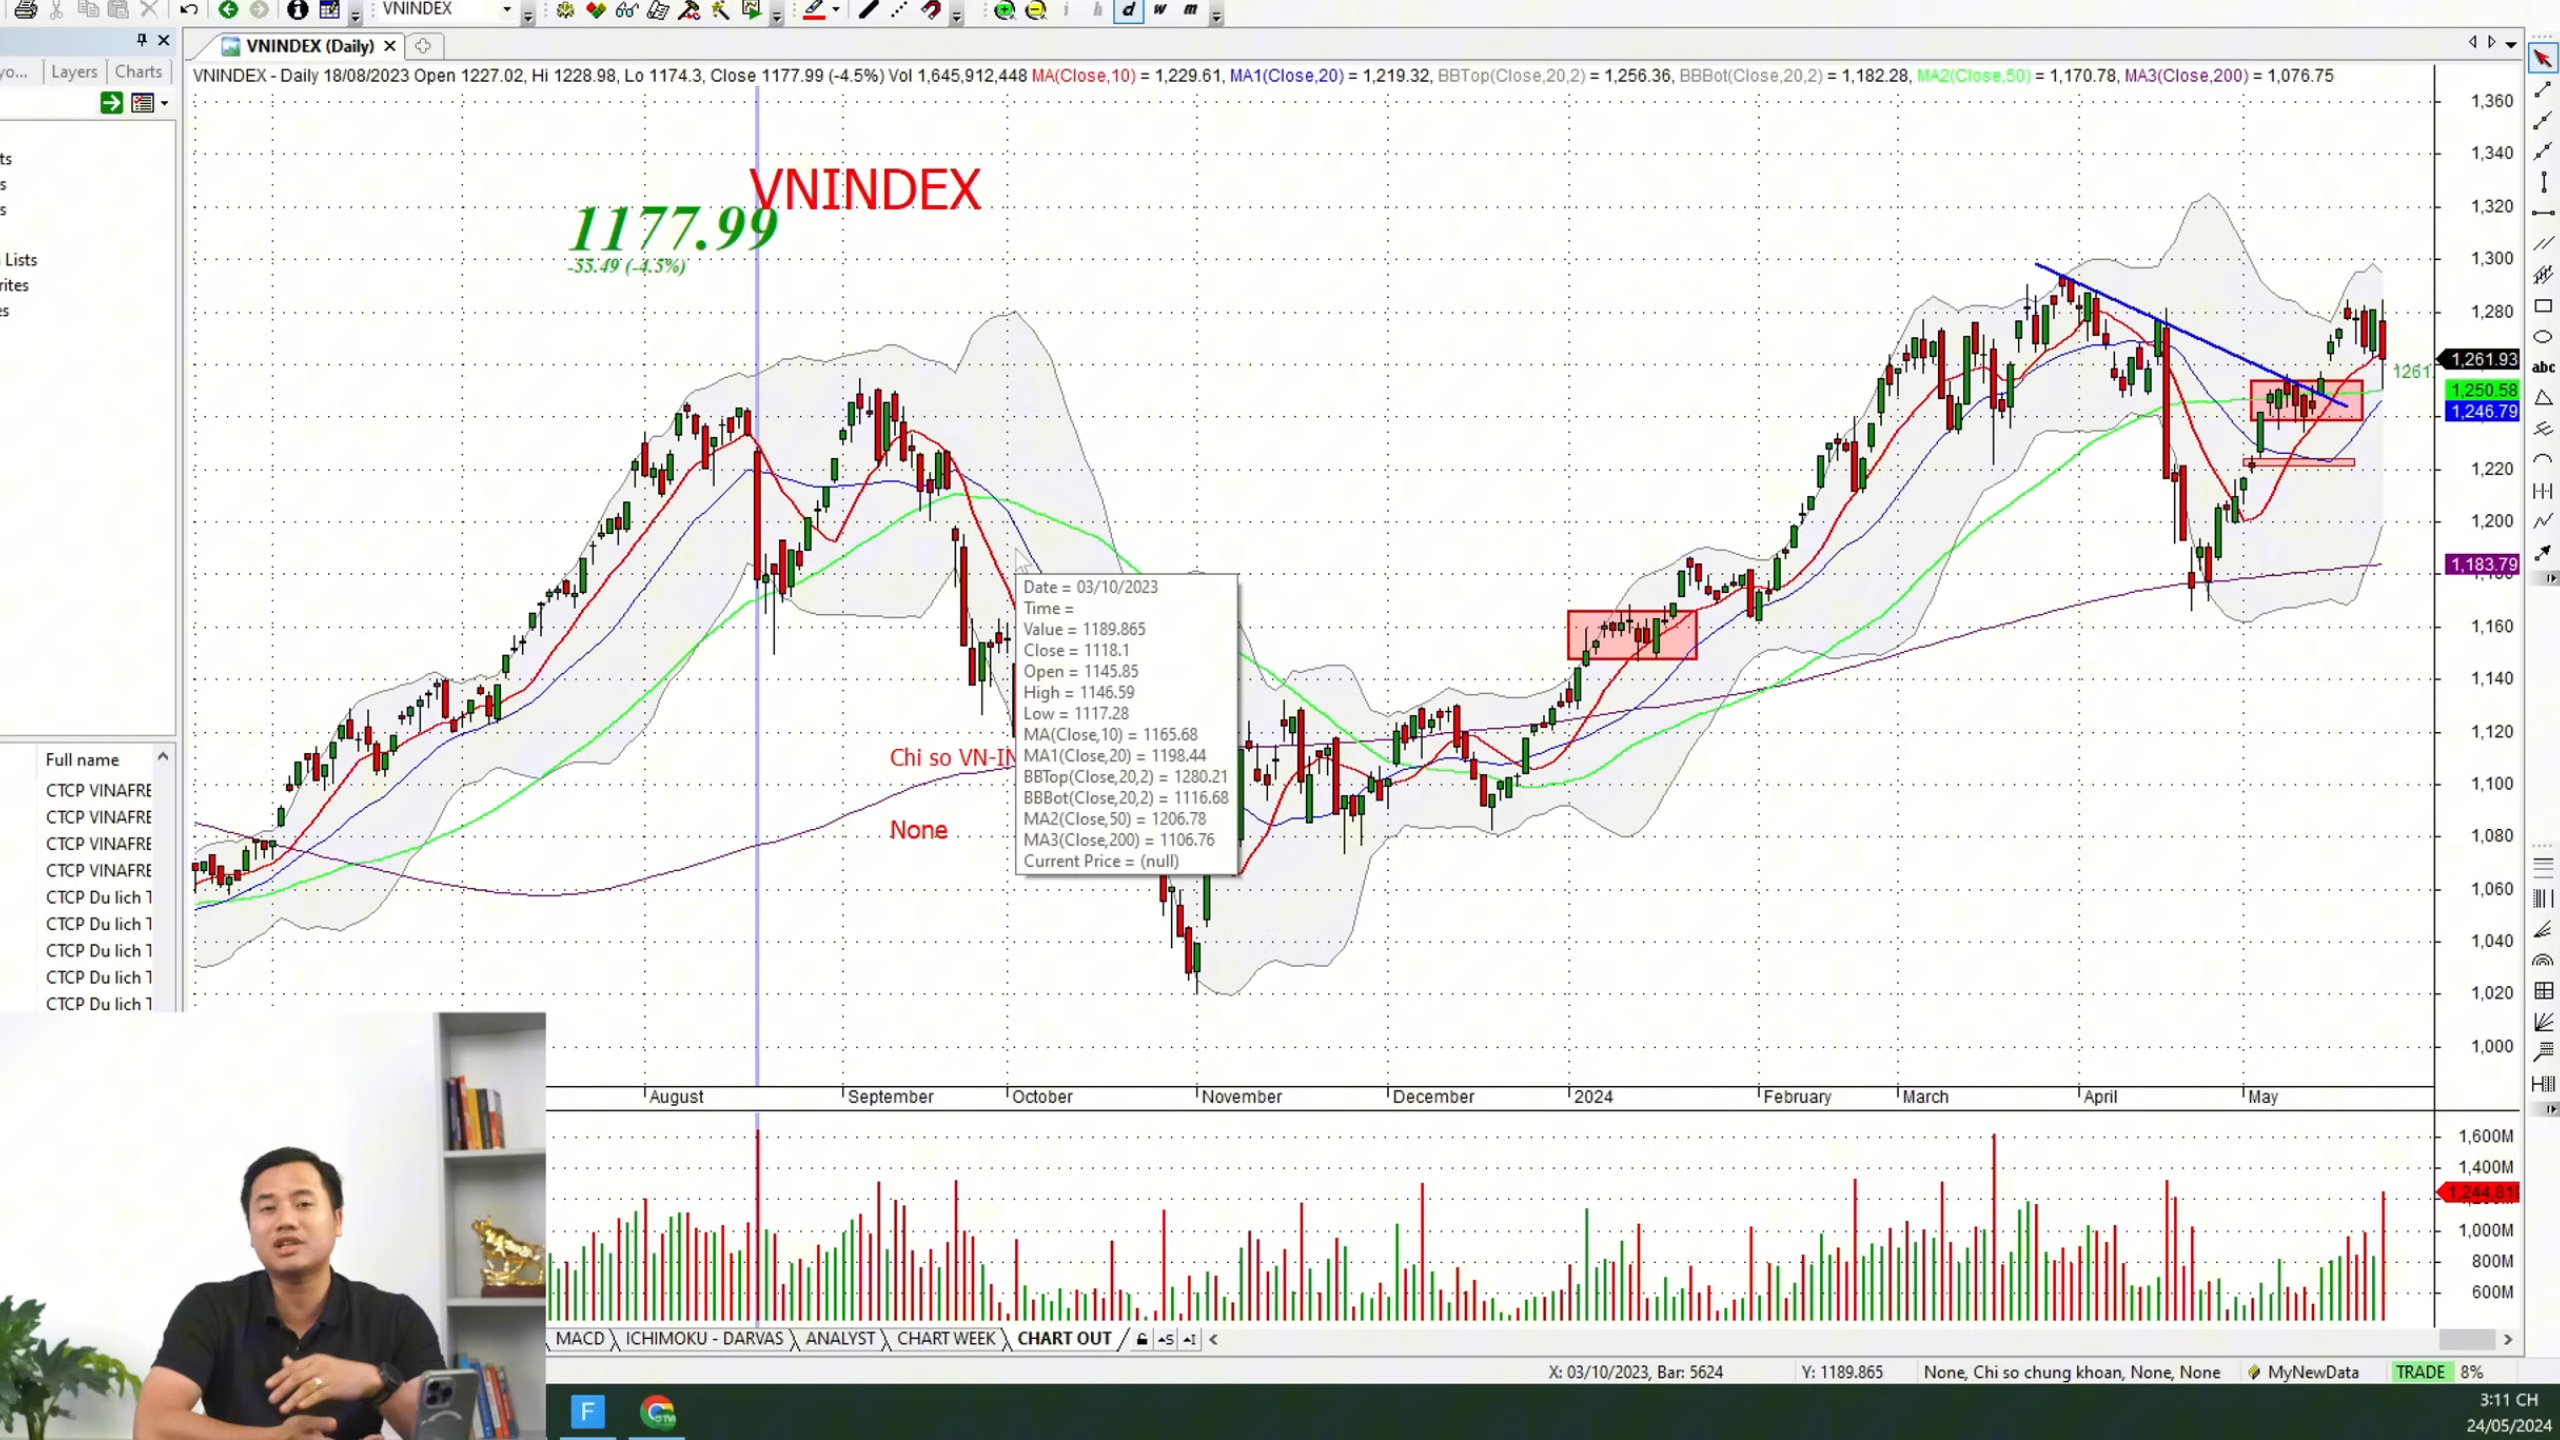 VNINDEX
i h d w m
VNINDEX (Daily)
Layers Charts
VNINDEX - Daily 18/08/2023 Open 1227.02, Hi 1228.98, Lo 1174.3, Close 1177.99 (-4.5%) Vol 1,645,912,448 MA(Close,10) = 1,229.61, MA1(Close,20) = 1,219.32, BBTop(Close,20,2) = 1,256.36, BBBot(Close,20,2) = 1,182.28, MA2(Close,50) = 1,170.78, MA3(Close,200) = 1,076.75
1,360
1,340
1,320
1,300
1,280
1,261.93
1,250.58
1,246.79
1,220
1,200
1,183.79
1,160
1,140
1,120
1,100
1,080
1,060
1,040
1,020
1,000
VNINDEX
1177.99
-55.49 (-4.5%)
1261
abc
Lists
Full name
CTCP VINAFRE
CTCP VINAFRE
CTCP VINAFRE
CTCP VINAFRE
CTCP Du lich T
CTCP Du lich T
CTCP Du lich T
CTCP Du lich T
CTCP Du lich T
Chi so VN-IN
None
Date = 03/10/2023
Time =
Value = 1189.865
Close = 1118.1
Open = 1145.85
High = 1146.59
Low = 1117.28
MA(Close,10) = 1165.68
MA1(Close,20) = 1198.44
BBTop(Close,20,2) = 1280.21
BBBot(Close,20,2) = 1116.68
MA2(Close,50) = 1206.78
MA3(Close,200) = 1106.76
Current Price = (null)
August September October November December 2024 February March April May
1,600M
1,400M
1,244,81
1,000M
800M
600M
MACD ICHIMOKU - DARVAS ANALYST CHART WEEK CHART OUT
X: 03/10/2023, Bar: 5624 Y: 1189.865 None, Chi so chung khoan, None, None MyNewData TRADE 8%
F
3:11 CH
24/05/2024